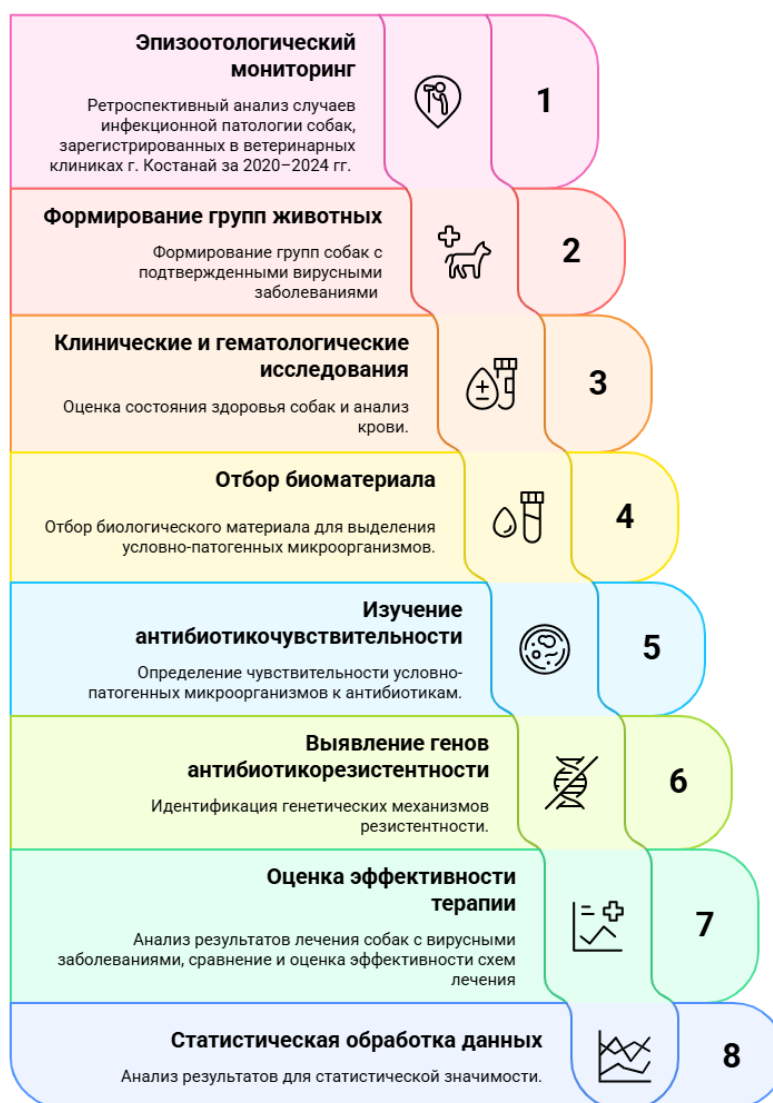 Эпизоотологический
мониторинг
Ретроспективный анализ случаев
инфекционной патологии собак,
зарегистрированных в ветеринарных
клиниках г. Костанай за 2020–2024 гг.
1
Формирование групп животных
Формирование групп собак с
подтвержденными вирусными
заболеваниями
2
Клинические и гематологические
исследования
Оценка состояния здоровья собак и анализ
крови.
3
Отбор биоматериала
Отбор биологического материала для выделения
условно-патогенных микроорганизмов.
4
Изучение
антибиотикочувствительности
Определение чувствительности условно-
патогенных микроорганизмов к антибиотикам.
5
Выявление генов
антибиотикорезистентности
Идентификация генетических механизмов
резистентности.
6
Оценка эффективности
терапии
Анализ результатов лечения собак с вирусными
заболеваниями, сравнение и оценка эффективности схем
лечения
7
Статистическая обработка данных
Анализ результатов для статистической значимости.
8